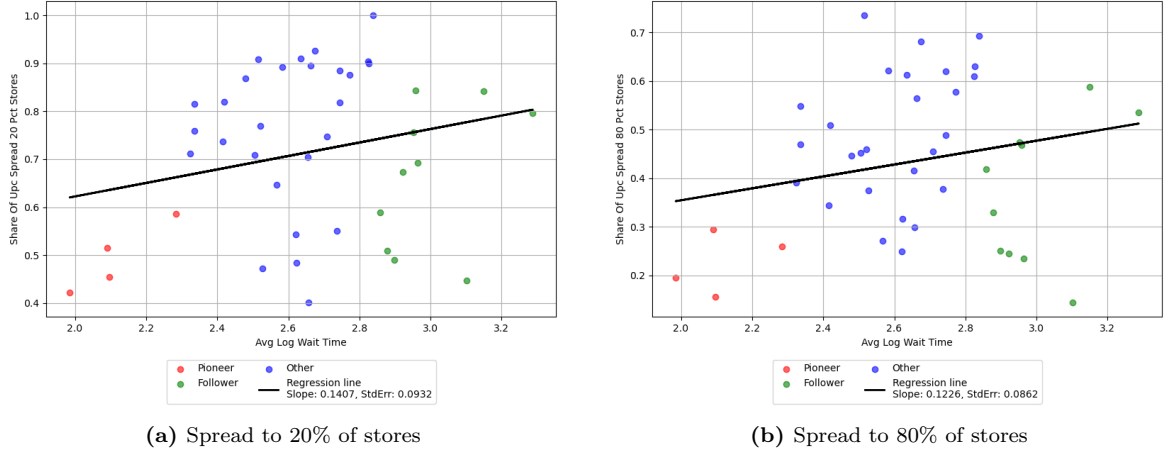 1.0
0.9
0.8
0.7
0.6
0.5
0.4
Share Of Upc Spread 20 Pct Stores
2.0 2.2 2.4 2.6 2.8 3.0 3.2
Avg Log Wait Time
Pioneer
Follower
Other
Regression line
Slope: 0.1407, StdErr: 0.0932
(a) Spread to 20% of stores
0.7
0.6
0.5
0.4
0.3
0.2
Share Of Upc Spread 80 Pct Stores
2.0 2.2 2.4 2.6 2.8 3.0 3.2
Avg Log Wait Time
Pioneer
Follower
Other
Regression line
Slope: 0.1226, StdErr: 0.0862
(b) Spread to 80% of stores